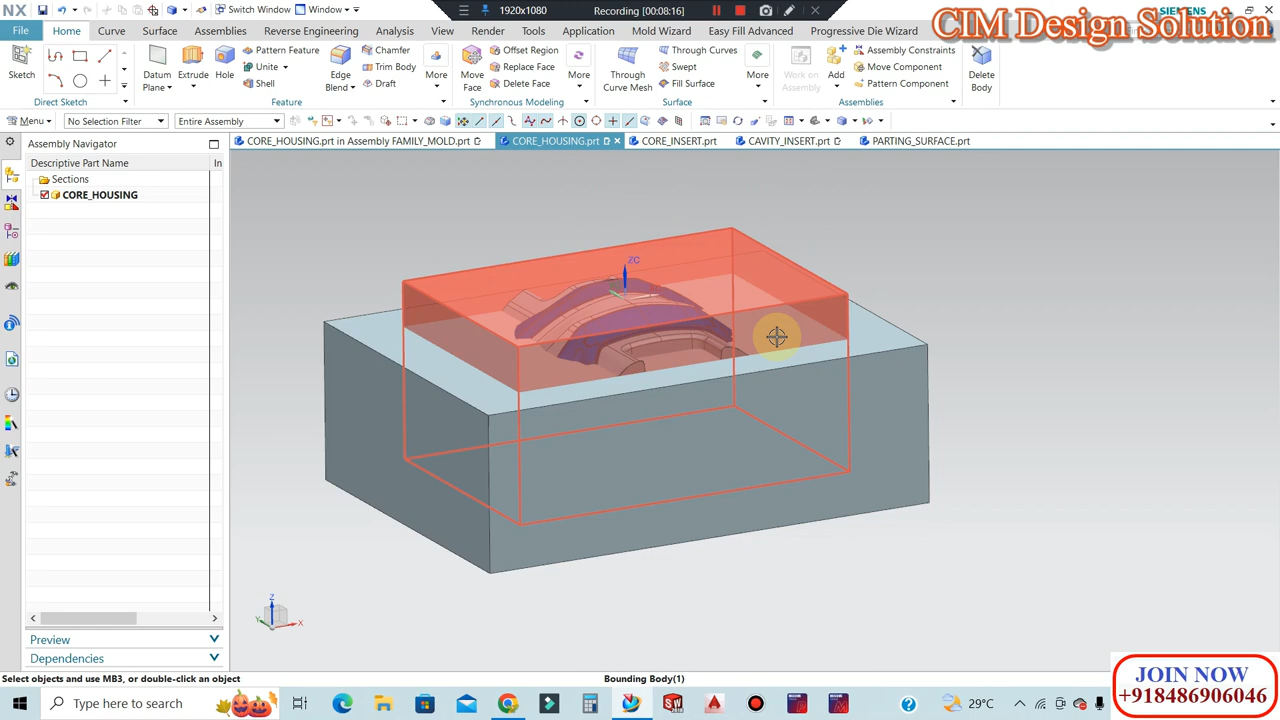 NX
Switch Window
Window
1920x1080
Recording [00:08:16]
SIEMENS
CIM Design Solution
File
Home
Curve
Surface
Assemblies
Reverse Engineering
Analysis
View
Render
Tools
Application
Mold Wizard
Easy Fill Advanced
Progressive Die Wizard
Sketch
Datum Plane
Extrude
Hole
Pattern Feature
Unite
Shell
Edge Blend
Chamfer
Trim Body
Draft
More
Move Face
Offset Region
Replace Face
Delete Face
More
Through Curve Mesh
Through Curves
Swept
Fill Surface
More
Work on Assembly
Add
Assembly Constraints
Move Component
Pattern Component
Delete Body
Direct Sketch
Feature
Synchronous Modeling
Surface
Assemblies
Menu
No Selection Filter
Entire Assembly
Assembly Navigator
CORE_HOUSING.prt in Assembly FAMILY_MOLD.prt
CORE_HOUSING.prt
CORE_INSERT.prt
CAVITY_INSERT.prt
PARTING_SURFACE.prt
Descriptive Part Name
In
Sections
CORE_HOUSING
ZC
Z
Y
X
Preview
Dependencies
Select objects and use MB3, or double-click an object
Bounding Body(1)
Type here to search
29°C
JOIN NOW
+918486906046